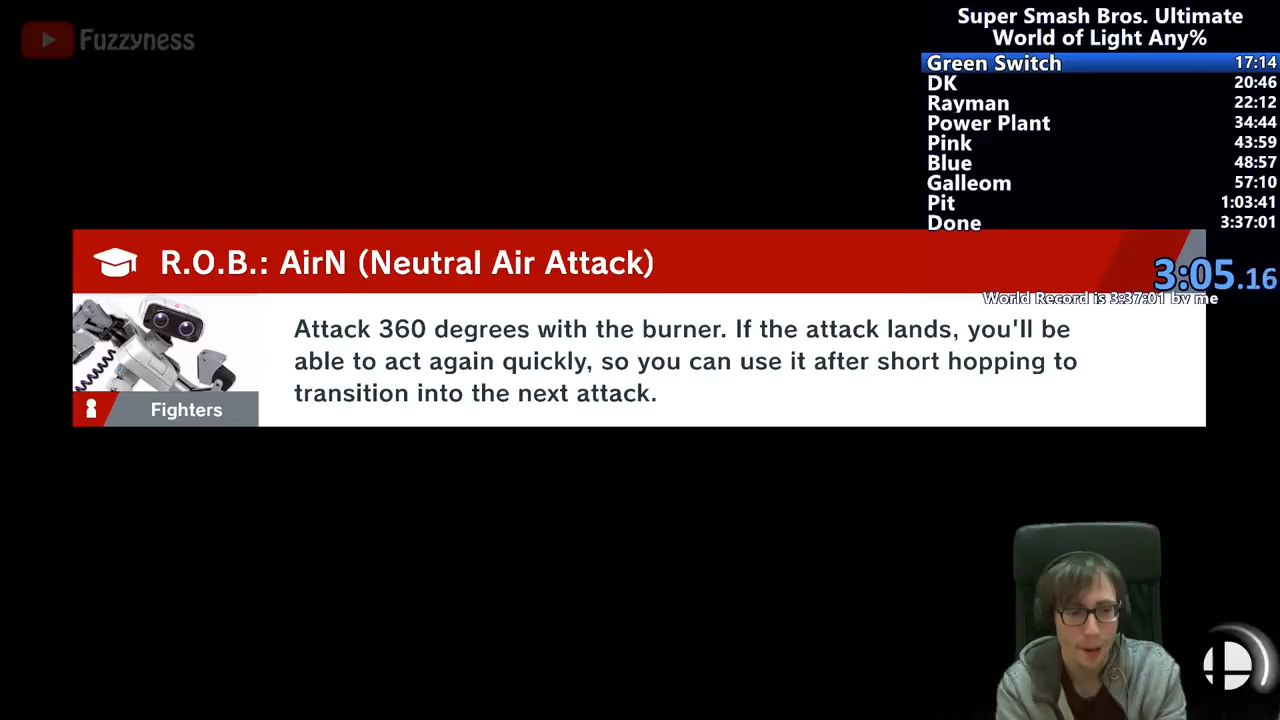 Fuzzyness
Super Smash Bros. Ultimate
World of Light Any%
Green Switch 17:14
DK 20:46
Rayman 22:12
Power Plant 34:44
Pink 43:59
Blue 48:57
Galleom 57:10
Pit 1:03:41
Done 3:37:01
3:05.16
World Record is 3:37:01 by me
R.O.B.: AirN (Neutral Air Attack)
Attack 360 degrees with the burner. If the attack lands, you'll be
able to act again quickly, so you can use it after short hopping to
transition into the next attack.
Fighters